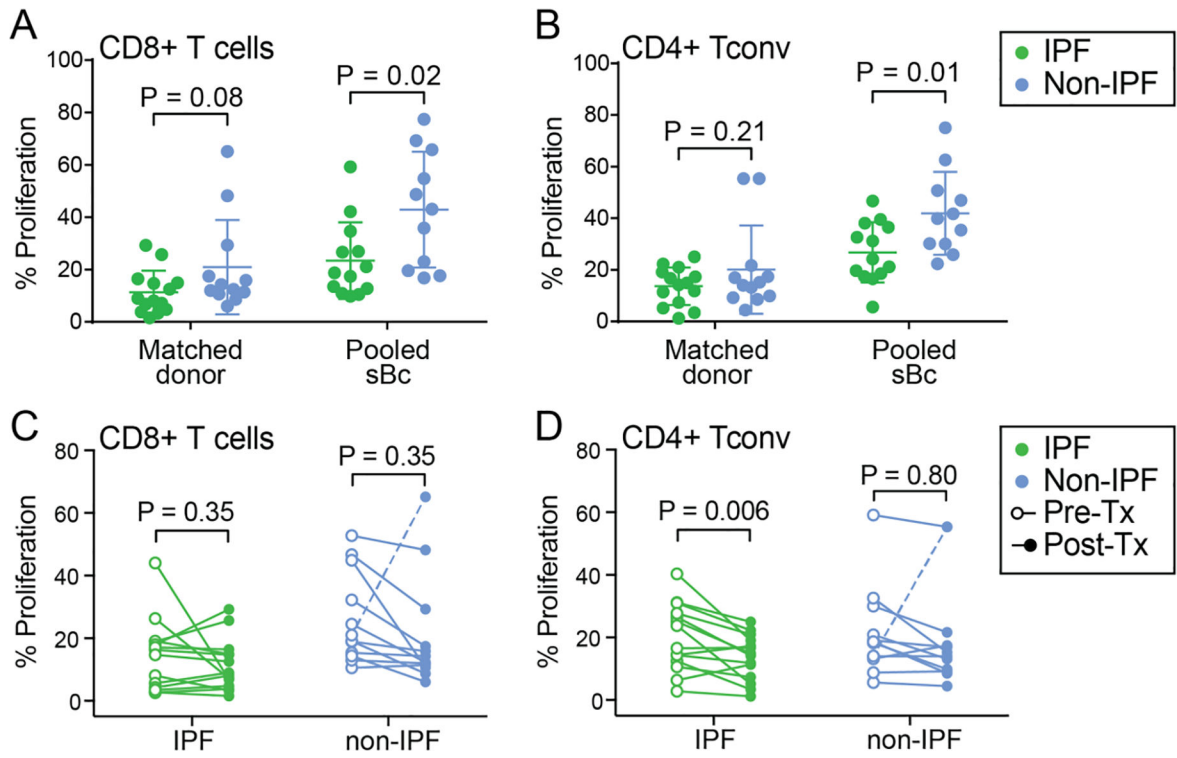 A
CD8+ T cells
% Proliferation
100
80
60
40
20
0
P = 0.08
P = 0.02
Matched
donor
Pooled
sBc
B
CD4+ Tconv
% Proliferation
100
80
60
40
20
0
P = 0.21
P = 0.01
Matched
donor
Pooled
sBc
IPF
Non-IPF
C
CD8+ T cells
% Proliferation
80
60
40
20
0
P = 0.35
P = 0.35
IPF
non-IPF
D
CD4+ Tconv
% Proliferation
80
60
40
20
0
P = 0.006
P = 0.80
IPF
non-IPF
IPF
Non-IPF
Pre-Tx
Post-Tx